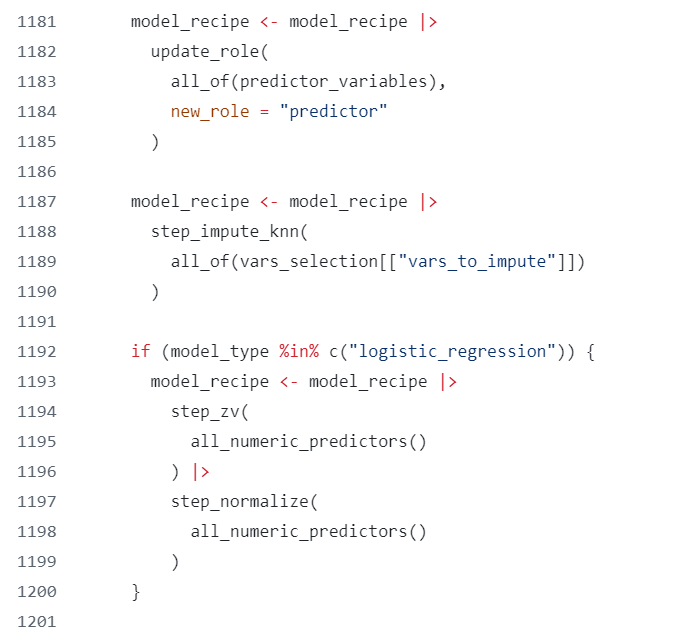 1181 model_recipe <- model_recipe |>
1182 update_role(
1183 all_of(predictor_variables),
1184 new_role = "predictor"
1185 )
1186
1187 model_recipe <- model_recipe |>
1188 step_impute_knn(
1189 all_of(vars_selection[["vars_to_impute"]])
1190 )
1191
1192 if (model_type %in% c("logistic_regression")) {
1193 model_recipe <- model_recipe |>
1194 step_zv(
1195 all_numeric_predictors()
1196 ) |>
1197 step_normalize(
1198 all_numeric_predictors()
1199 )
1200 }
1201